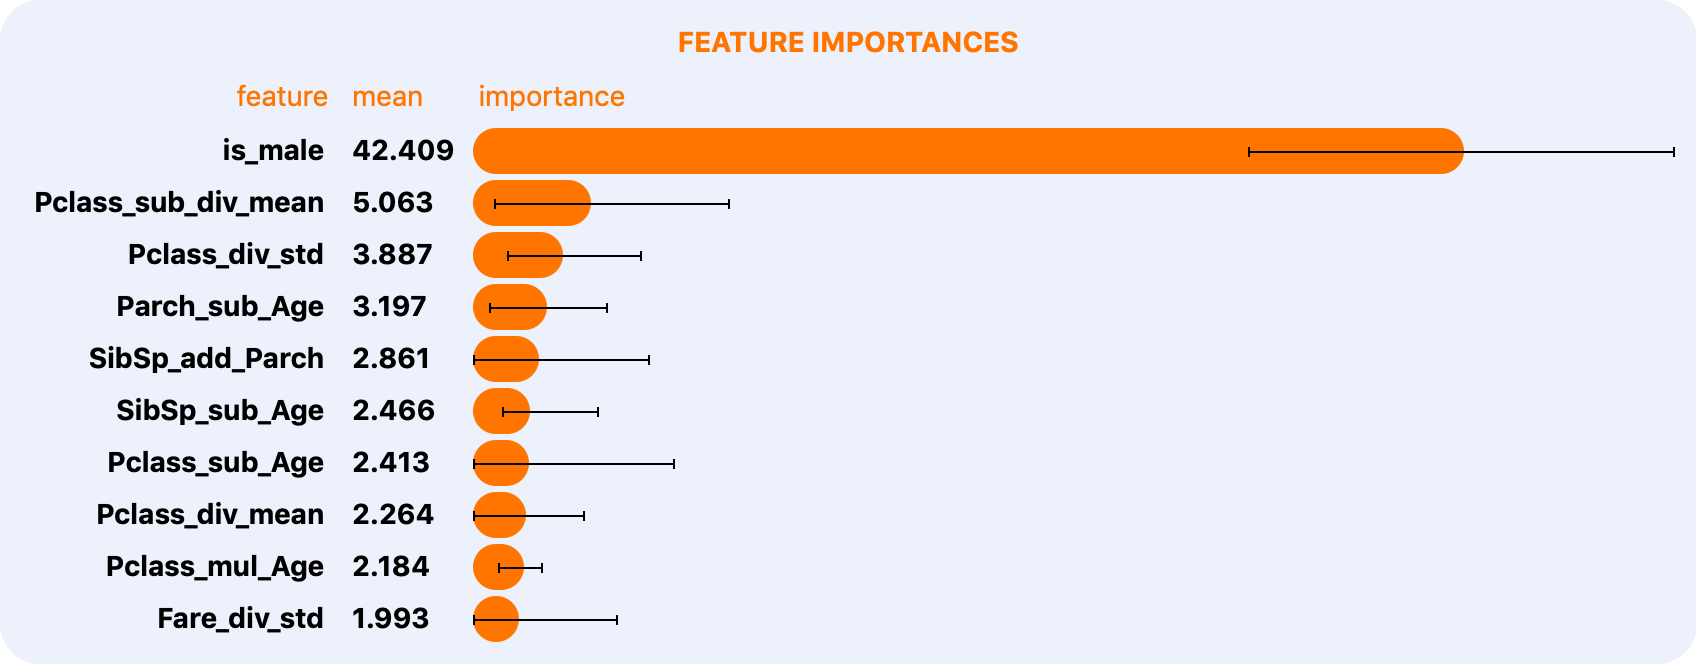 FEATURE IMPORTANCES
feature mean importance
is_male 42.409
Pclass_sub_div_mean 5.063
Pclass_div_std 3.887
Parch_sub_Age 3.197
SibSp_add_Parch 2.861
SibSp_sub_Age 2.466
Pclass_sub_Age 2.413
Pclass_div_mean 2.264
Pclass_mul_Age 2.184
Fare_div_std 1.993